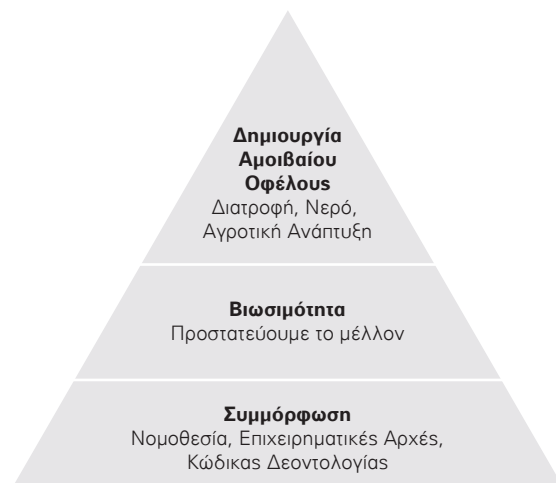 Δημιουργία
Αμοιβαίου
Οφέλους
Διατροφή, Νερό,
Αγροτική Ανάπτυξη
Βιωσιμότητα
Προστατεύουμε το μέλλον
Συμμόρφωση
Νομοθεσία, Επιχειρηματικές Αρχές,
Κώδικας Δεοντολογίας